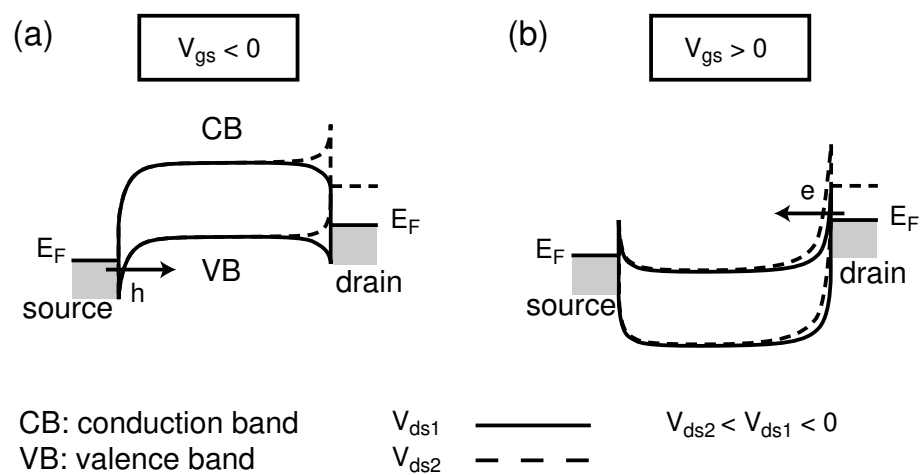 (a)
V_gs < 0
(b)
V_gs > 0
CB
e
E_F
E_F
E_F
E_F
VB
h
drain
drain
source
source
CB: conduction band
V_ds1
V_ds2 < V_ds1 < 0
VB: valence band
V_ds2